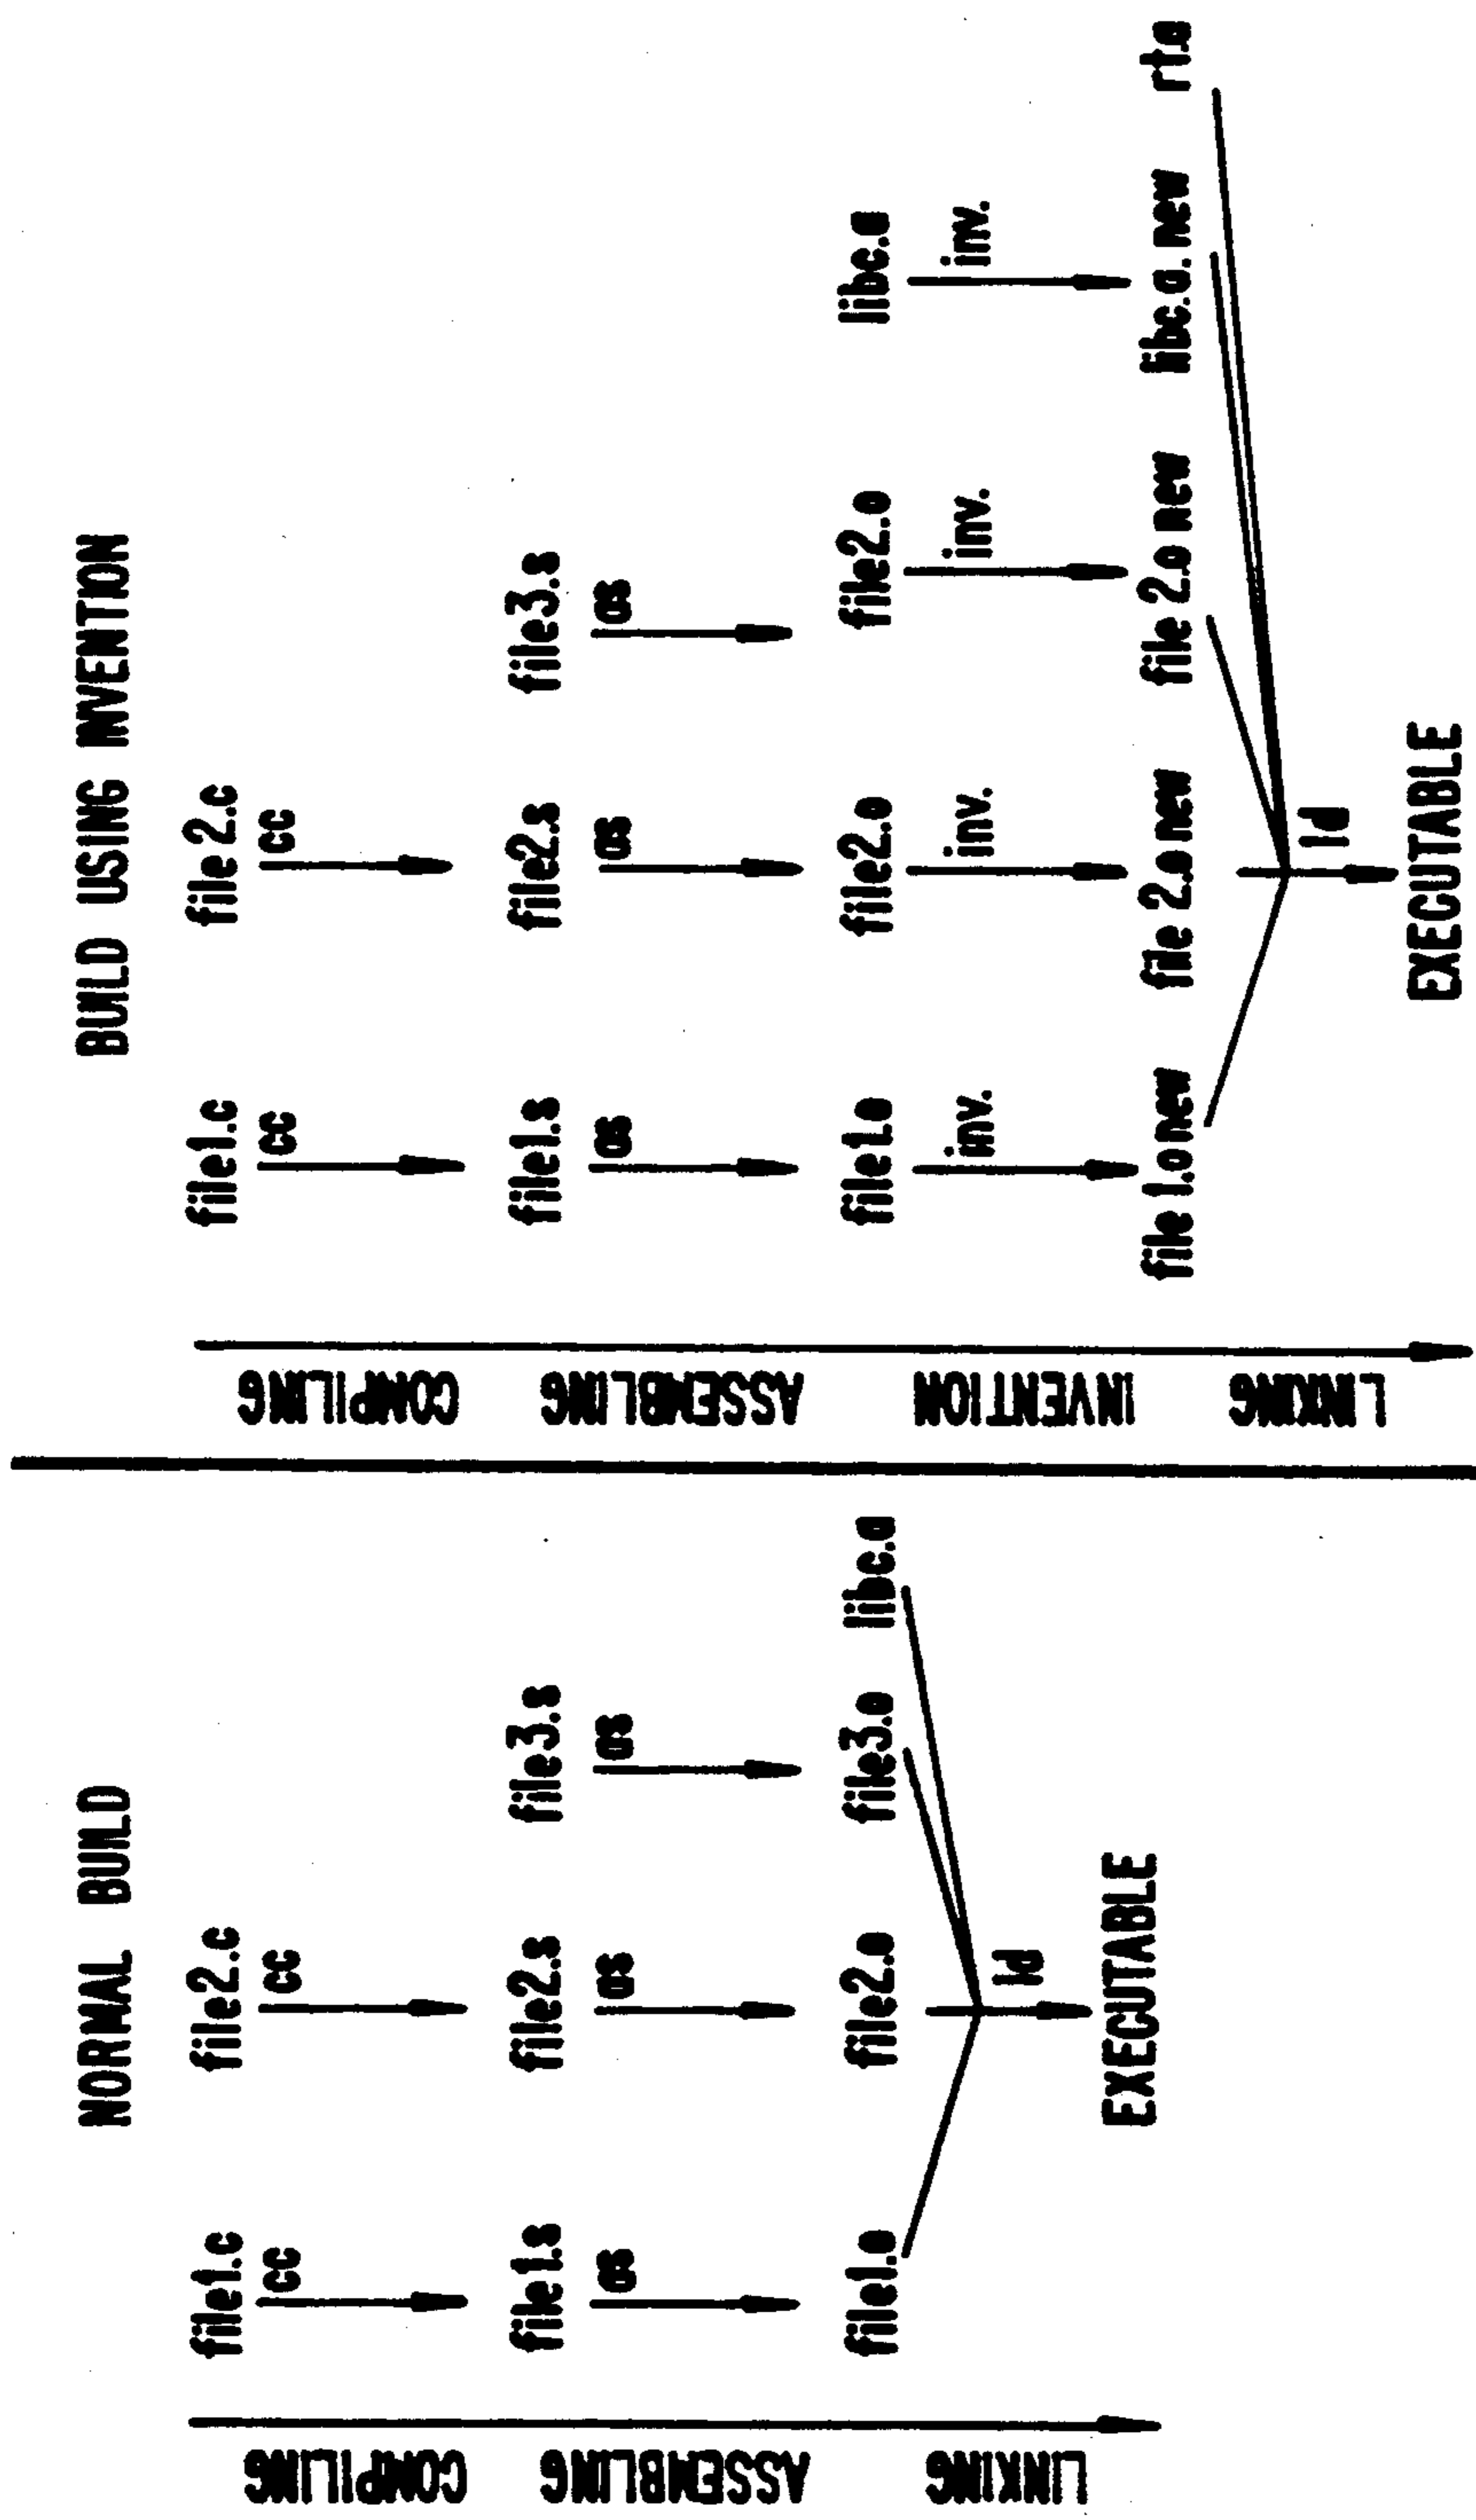 NORMAL BUILD
COMPILING
file1.c file2.c
cc cc
ASSEMBLING
file1.s file2.s file3.s
as as as
LINKING
file1.o file2.o file3.o libc.a
ld
EXECUTABLE
BUILD USING INVENTION
COMPILING
file1.c file2.c
cc cc
ASSEMBLING
file1.s file2.s file3.s
as as as
INVENTION
file1.o file2.o file2.o libc.a
inv. inv. inv. inv.
LINKING
file 1.o new file 2.o new file 2.o new libc.a.new rta
ld
EXECUTABLE